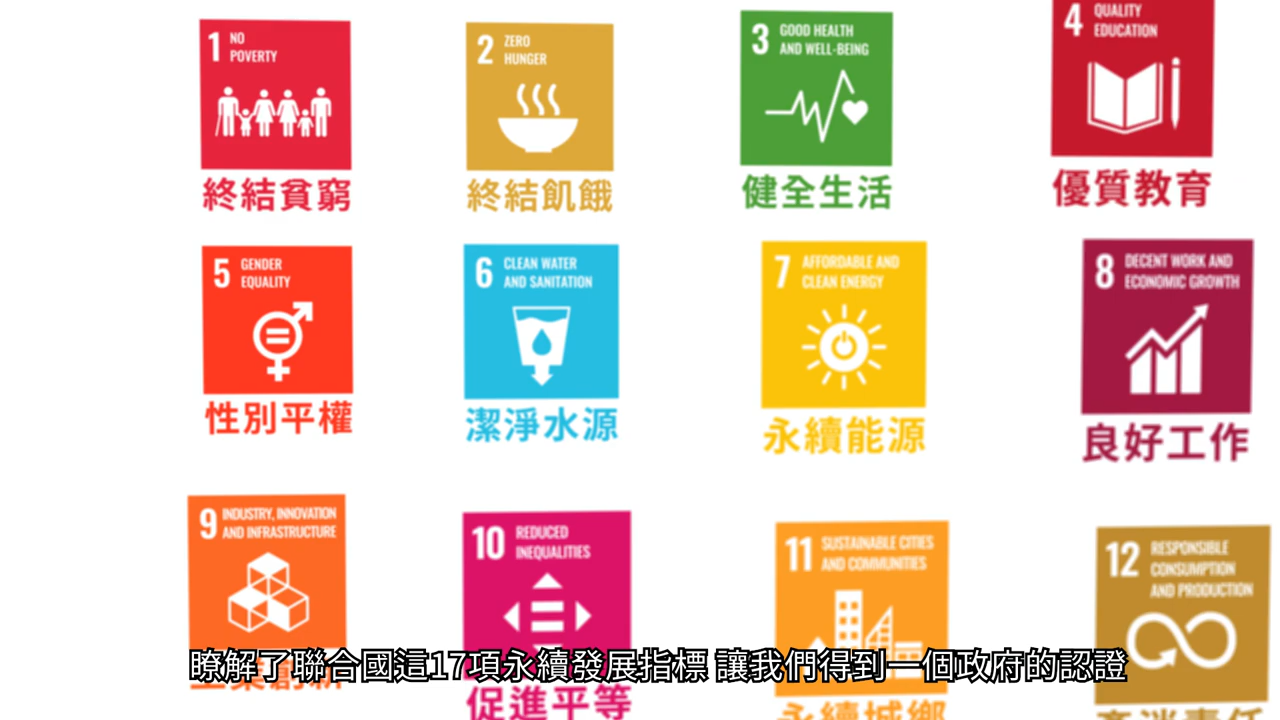 1 NO
POVERTY
終結貧窮
2 ZERO
HUNGER
終結飢餓
3 GOOD HEALTH
AND WELL-BEING
健全生活
4 QUALITY
EDUCATION
優質教育
5 GENDER
EQUALITY
性別平權
6 CLEAN WATER
AND SANITATION
潔淨水源
7 AFFORDABLE AND
CLEAN ENERGY
永續能源
8 DECENT WORK AND
ECONOMIC GROWTH
良好工作
9 INDUSTRY, INNOVATION
AND INFRASTRUCTURE
10 REDUCED
INEQUALITIES
促進平等
11 SUSTAINABLE CITIES
AND COMMUNITIES
永續城鄉
12 RESPONSIBLE
CONSUMPTION
AND PRODUCTION
瞭解了聯合國這17項永續發展指標 讓我們得到一個政府的認證